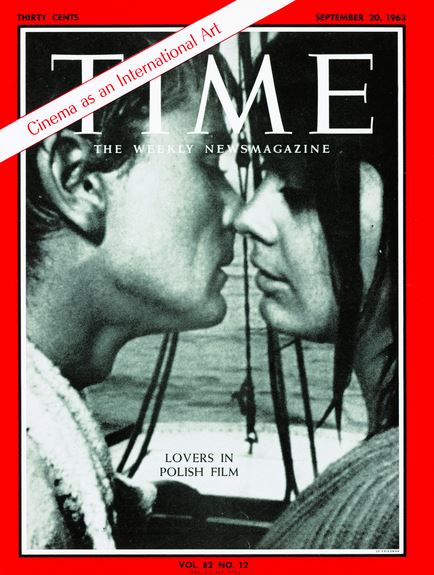 THIRTY CENTS
SEPTEMBER 20, 1963
Cinema as an International Art
TIME
THE WEEKLY NEWSMAGAZINE
LOVERS IN
POLISH FILM
VOL. 82 NO. 12